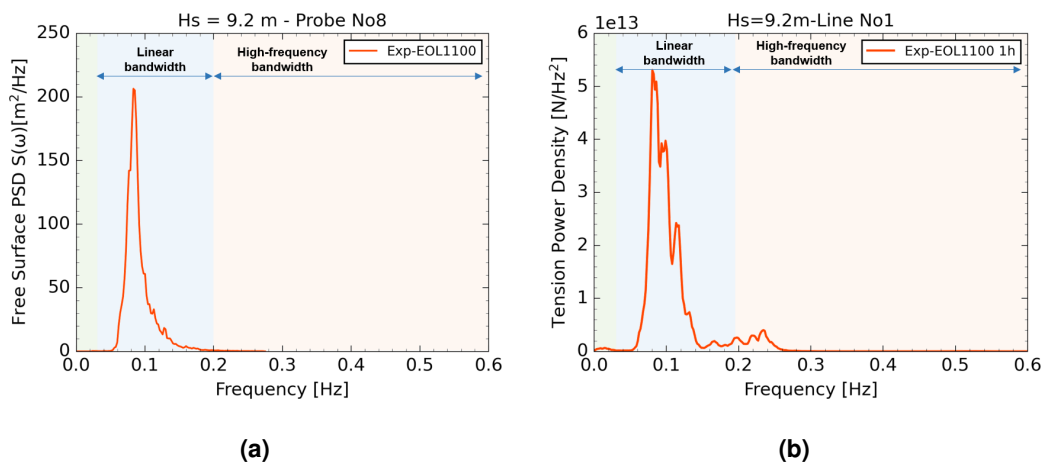 Hs = 9.2 m - Probe No8
Free Surface PSD S(ω)[m²/Hz]
250
200
150
100
50
0
Linear
bandwidth
High-frequency
bandwidth
Exp-EOL1100
0.0 0.1 0.2 0.3 0.4 0.5 0.6
Frequency [Hz]
(a)
Hs=9.2m-Line No1
1e13
Tension Power Density [N/Hz²]
6
5
4
3
2
1
0
Linear
bandwidth
High-frequency
bandwidth
Exp-EOL1100 1h
0.0 0.1 0.2 0.3 0.4 0.5 0.6
Frequency [Hz]
(b)